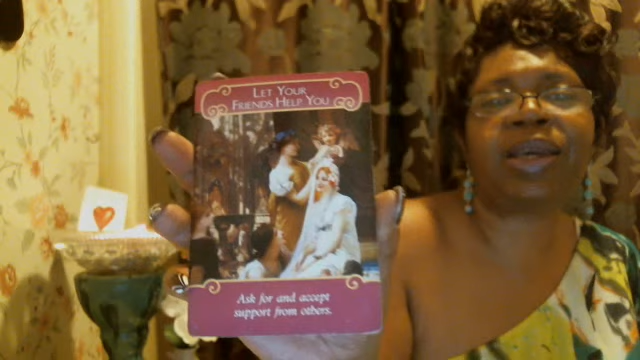 LET YOUR
FRIENDS HELP YOU
Ask for and accept
support from others.